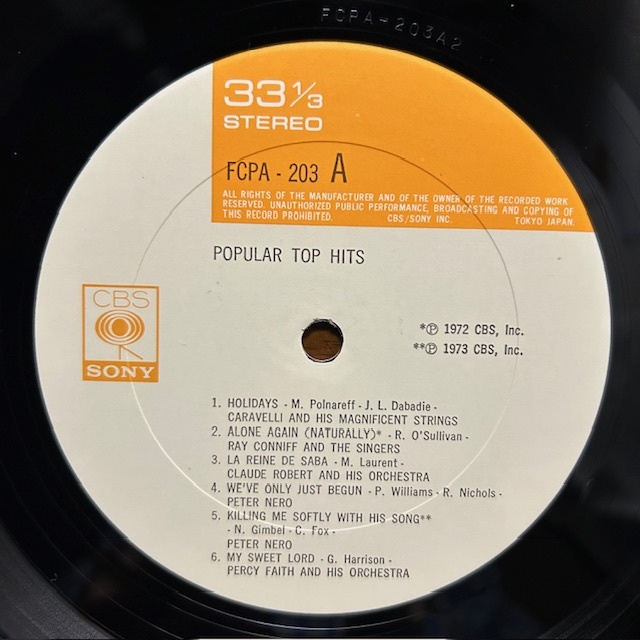 FCPA-203A2
33 1/3
STEREO
FCPA - 203 A
ALL RIGHTS OF THE MANUFACTURER AND OF THE OWNER OF THE RECORDED WORK
RESERVED. UNAUTHORIZED PUBLIC PERFORMANCE, BROADCASTING AND COPYING OF
THIS RECORD PROHIBITED. CBS/SONY INC. TOKYO JAPAN.
POPULAR TOP HITS
CBS
SONY
*Ⓟ 1972 CBS, Inc.
**Ⓟ 1973 CBS, Inc.
1. HOLIDAYS - M. Polnareff - J. L. Dabadie -
CARAVELLI AND HIS MAGNIFICENT STRINGS
2. ALONE AGAIN (NATURALLY)* - R. O'Sullivan -
RAY CONNIFF AND THE SINGERS
3. LA REINE DE SABA - M. Laurent -
CLAUDE ROBERT AND HIS ORCHESTRA
4. WE'VE ONLY JUST BEGUN - P. Williams - R. Nichols -
PETER NERO
5. KILLING ME SOFTLY WITH HIS SONG**
- N. Gimbel - C. Fox -
PETER NERO
6. MY SWEET LORD - G. Harrison -
PERCY FAITH AND HIS ORCHESTRA